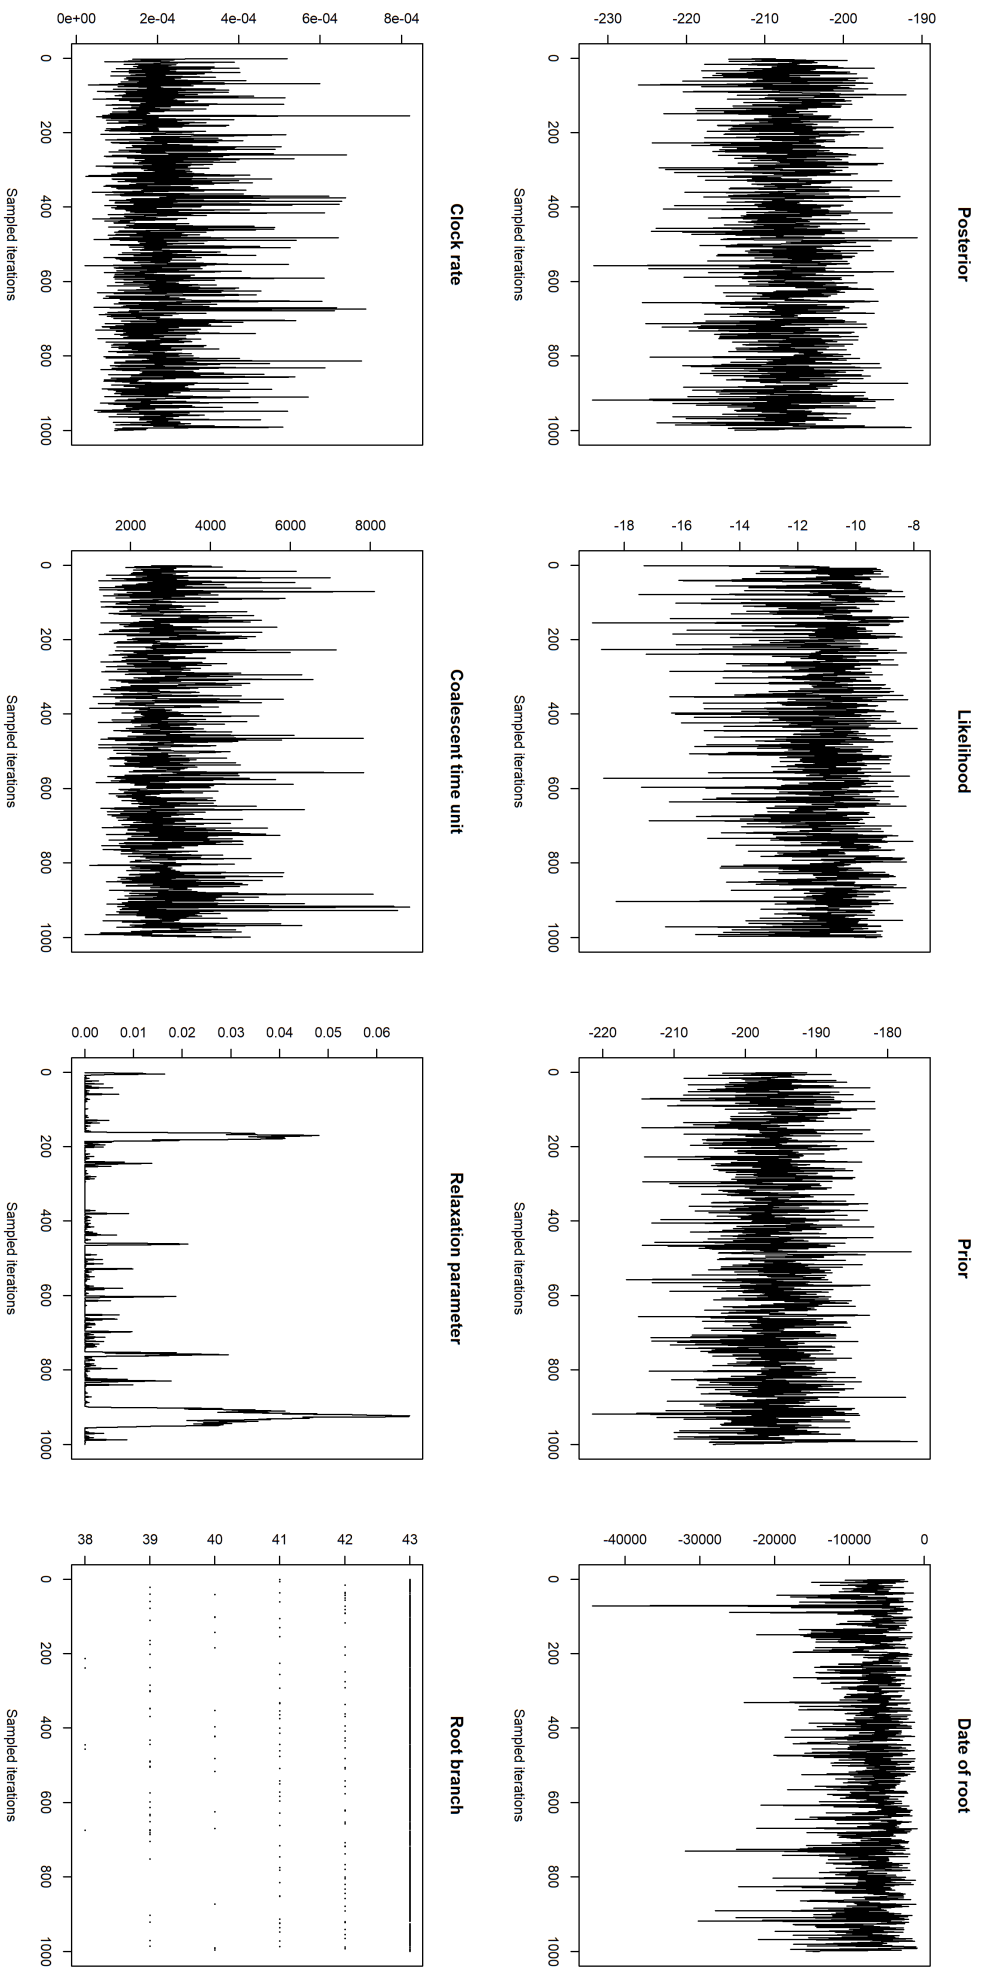 Posterior
-190
-200
-210
-220
-230
0 200 400 600 800 1000
Sampled iterations
Likelihood
-8
-10
-12
-14
-16
-18
0 200 400 600 800 1000
Sampled iterations
Prior
-180
-190
-200
-210
-220
0 200 400 600 800 1000
Sampled iterations
Date of root
0
-10000
-20000
-30000
-40000
0 200 400 600 800 1000
Sampled iterations
Clock rate
8e-04
6e-04
4e-04
2e-04
0e+00
0 200 400 600 800 1000
Sampled iterations
Coalescent time unit
8000
6000
4000
2000
0 200 400 600 800 1000
Sampled iterations
Relaxation parameter
0.06
0.05
0.04
0.03
0.02
0.01
0.00
0 200 400 600 800 1000
Sampled iterations
Root branch
43
42
41
40
39
38
0 200 400 600 800 1000
Sampled iterations